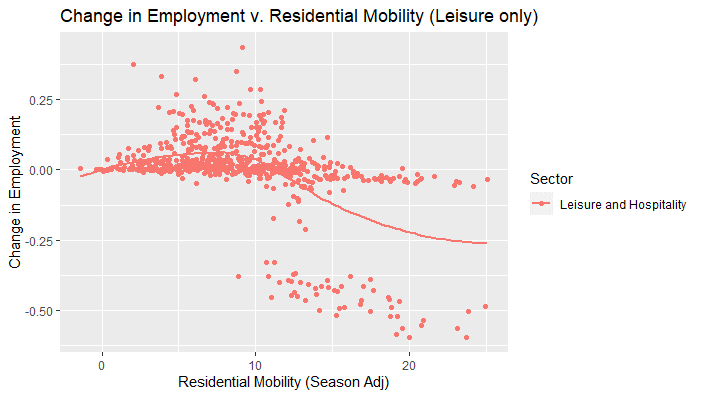 Change in Employment v. Residential Mobility (Leisure only)
Change in Employment
0.25
0.00
-0.25
-0.50
0
10
20
Residential Mobility (Season Adj)
Sector
Leisure and Hospitality